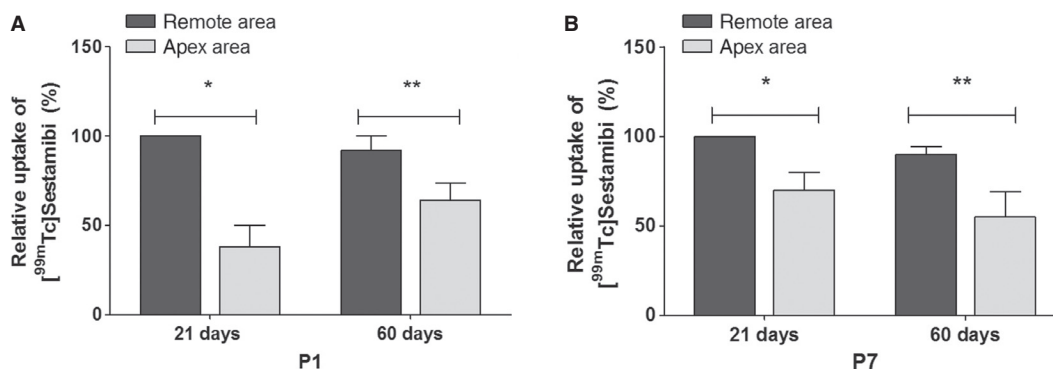 A
Remote area
Apex area
Relative uptake of
[99mTc]Sestamibi (%)
150
100
50
0
*
**
21 days
60 days
P1
B
Remote area
Apex area
Relative uptake of
[99mTc]Sestamibi (%)
150
100
50
0
*
**
21 days
60 days
P7